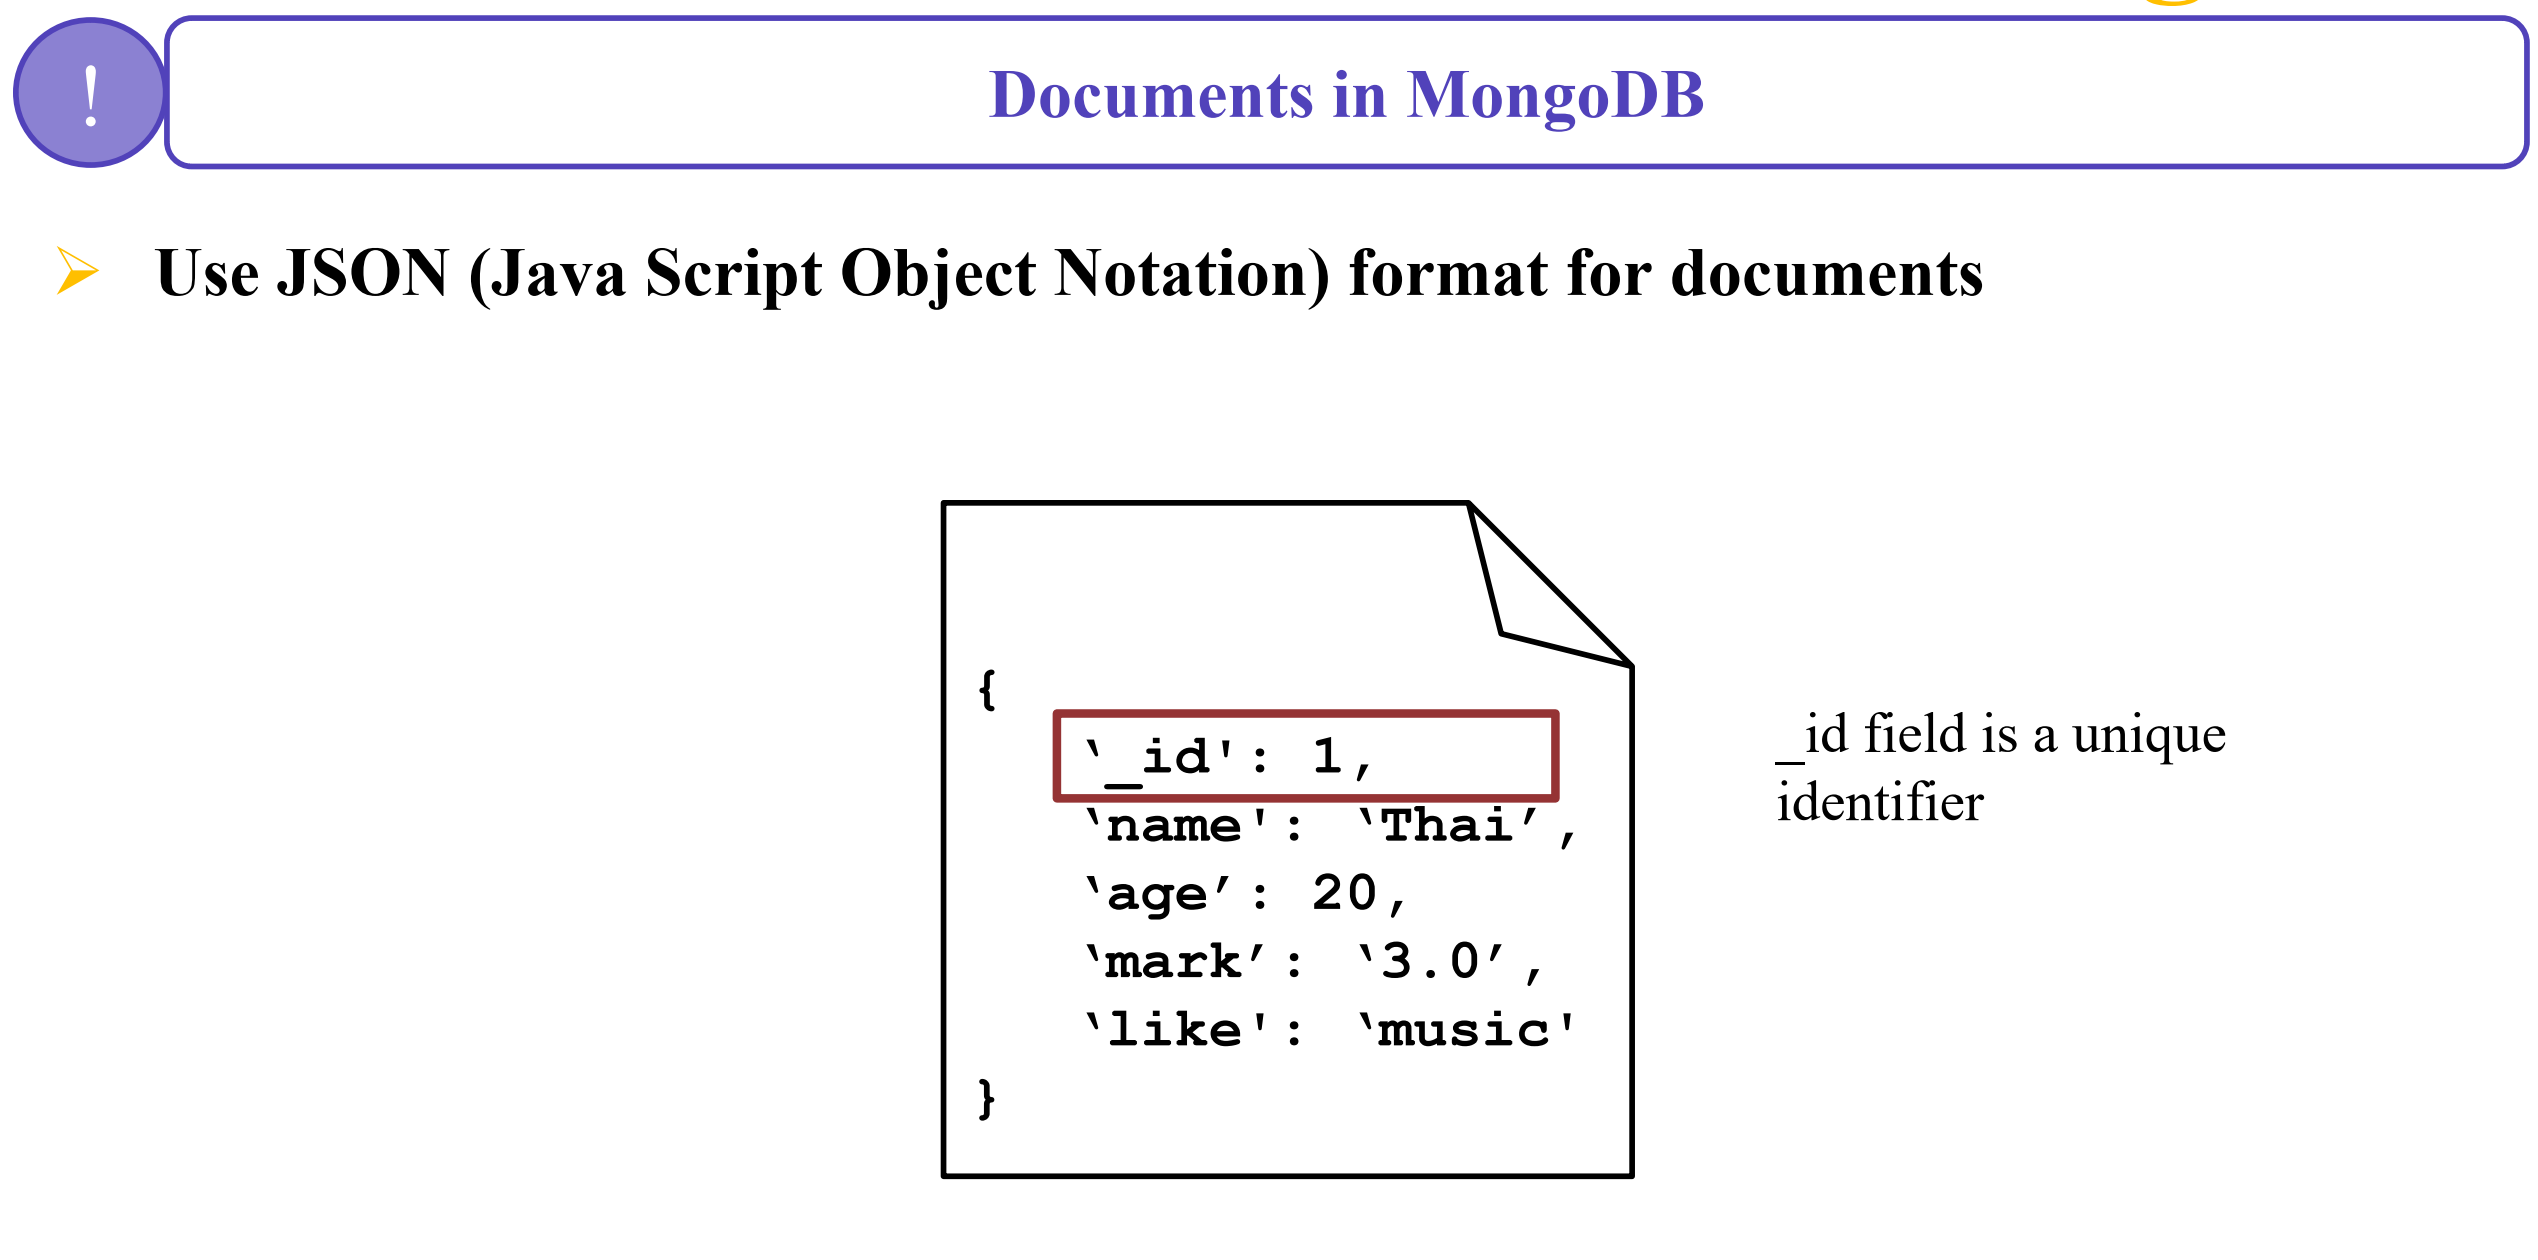 !
Documents in MongoDB
Use JSON (Java Script Object Notation) format for documents
{
‵_id': 1,
‵name': ‵Thai′,
‵age′: 20,
‵mark′: ‵3.0′,
‵like': ‵music'
}
_id field is a unique
identifier